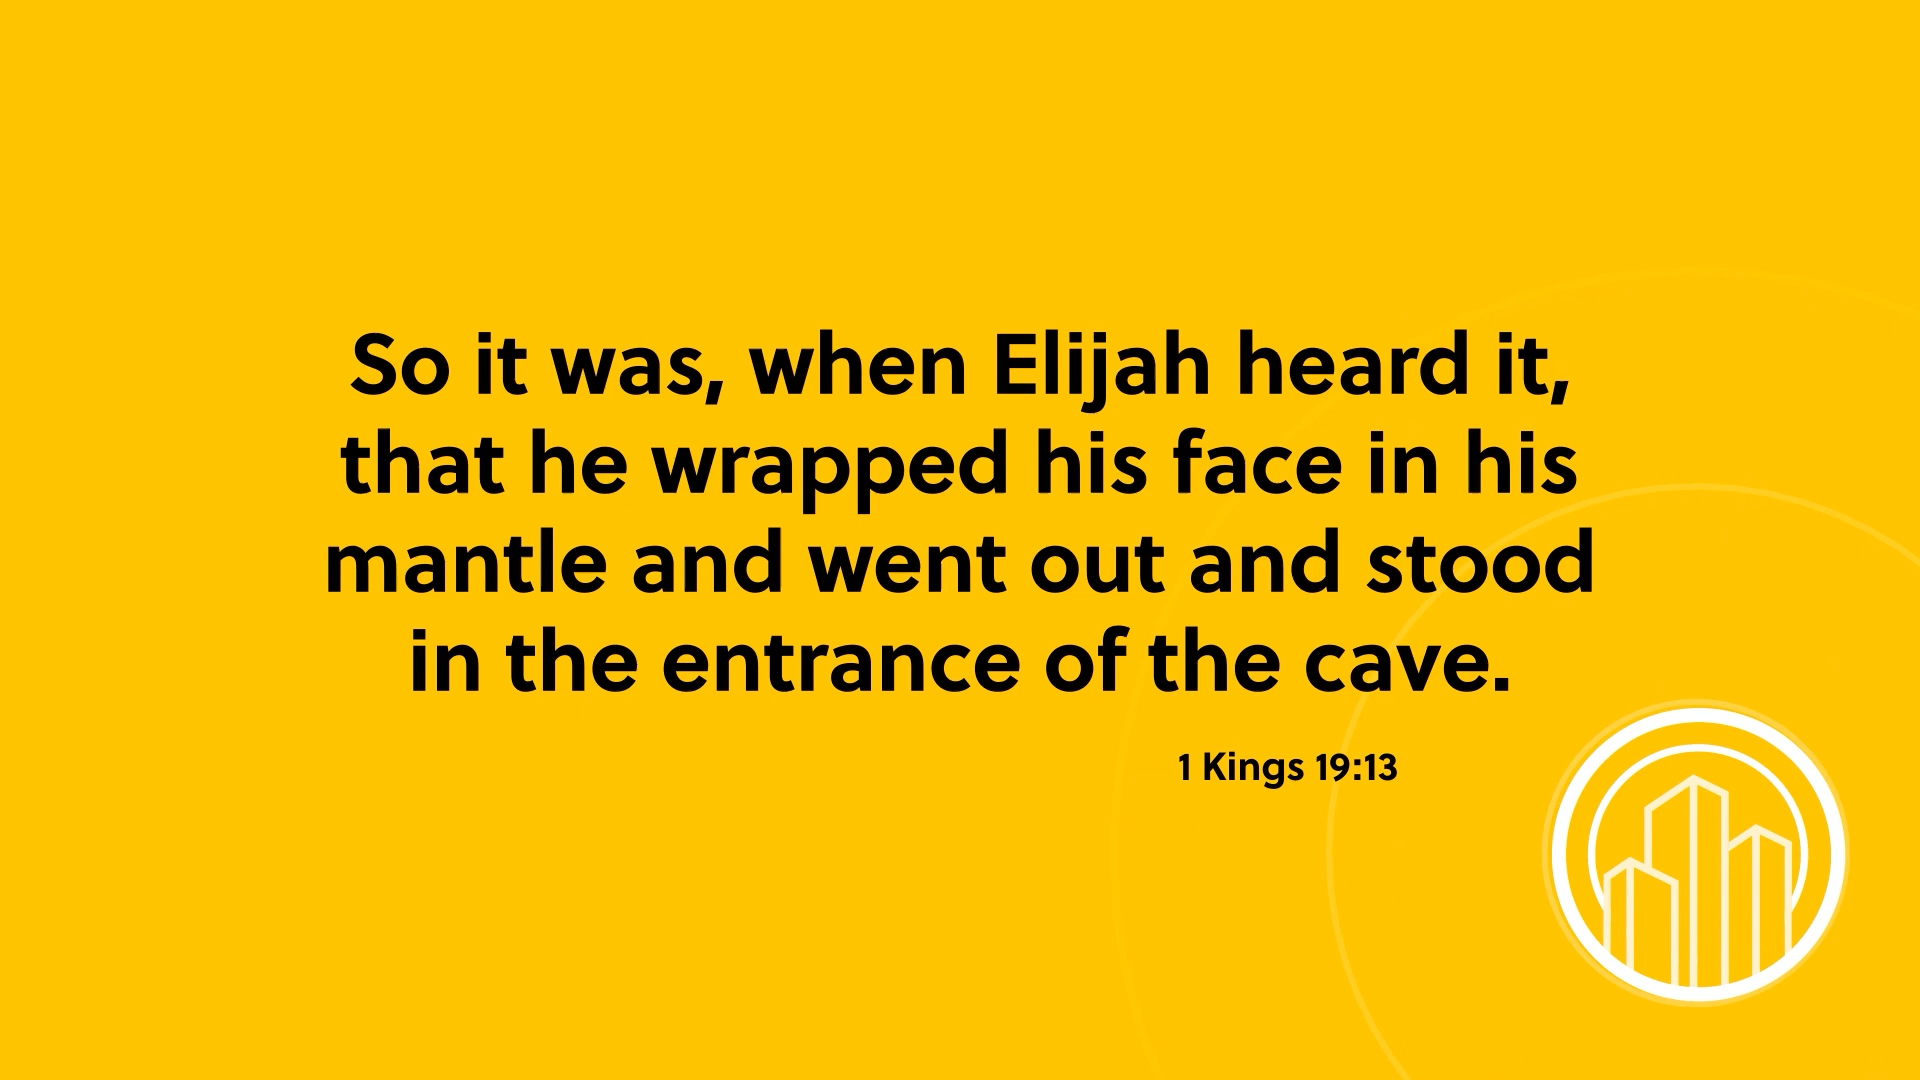 So it was, when Elijah heard it,
that he wrapped his face in his
mantle and went out and stood
in the entrance of the cave.
1 Kings 19:13